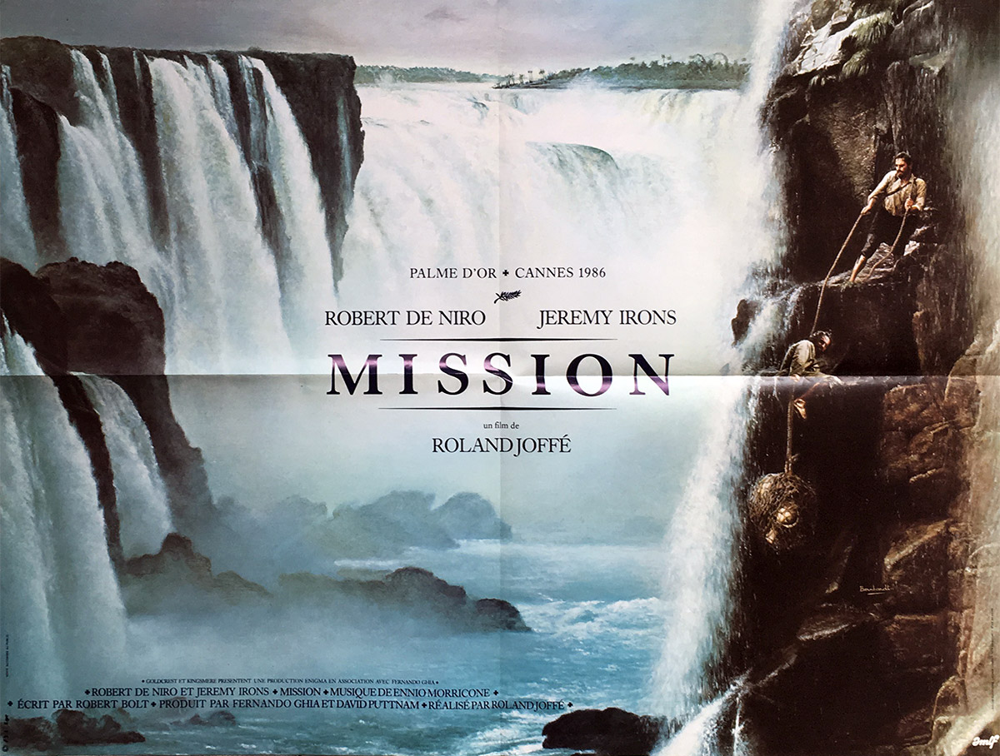 PALME D'OR ✦ CANNES 1986
ROBERT DE NIRO JEREMY IRONS
MISSION
un film de
ROLAND JOFFÉ
Bourduge
✦ GOLDCREST ET KINGSMERE PRESENTENT UNE PRODUCTION ENIGMA EN ASSOCIATION AVEC FERNANDO GHIA ✦
✦ ROBERT DE NIRO ET JEREMY IRONS ✦ MISSION ✦ MUSIQUE DE ENNIO MORRICONE ✦
✦ ÉCRIT PAR ROBERT BOLT ✦ PRODUIT PAR FERNANDO GHIA ET DAVID PUTTNAM ✦ RÉALISÉ PAR ROLAND JOFFÉ ✦
amlf